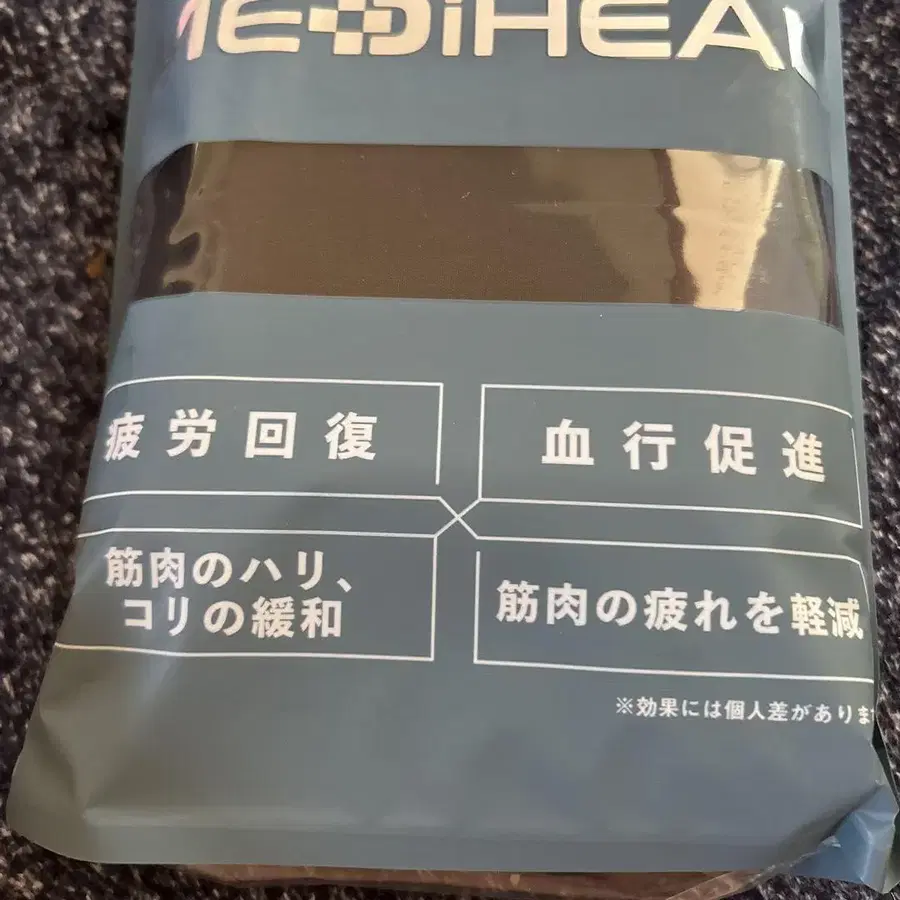 MEDiHEAL
疲労回復
血行促進
筋肉のハリ、
コリの緩和
筋肉の疲れを軽減
※効果には個人差がありま